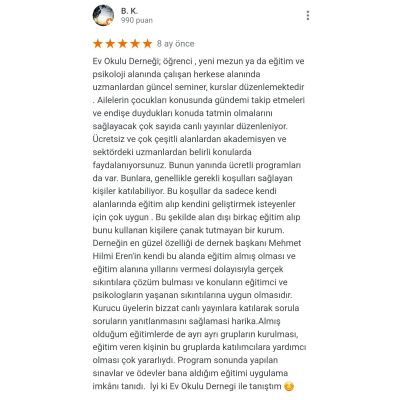 B. K.
990 puan
8 ay önce
Ev Okulu Derneği; öğrenci , yeni mezun ya da eğitim ve
psikoloji alanında çalışan herkese alanında
uzmanlardan güncel seminer, kurslar düzenlemektedir
. Ailelerin çocukları konusunda gündemi takip etmeleri
ve endişe duydukları konuda tatmin olmalarını
sağlayacak çok sayıda canlı yayınlar düzenleniyor.
Ücretsiz ve çok çeşitli alanlardan akademisyen ve
sektördeki uzmanlardan belirli konularda
faydalanıyorsunuz. Bunun yanında ücretli programları
da var. Bunlara, genellikle gerekli koşulları sağlayan
kişiler katılabiliyor. Bu koşullar da sadece kendi
alanlarında eğitim alıp kendini geliştirmek isteyenler
için çok uygun . Bu şekilde alan dışı birkaç eğitim alıp
bunu kullanan kişilere çanak tutmayan bir kurum.
Derneğin en güzel özelliği de dernek başkanı Mehmet
Hilmi Eren'in kendi bu alanda eğitim almış olması ve
eğitim alanına yıllarını vermesi dolayısıyla gerçek
sıkıntılara çözüm bulması ve konuların eğitimci ve
psikologların yaşanan sıkıntılarına uygun olmasıdır.
Kurucu üyelerin bizzat canlı yayınlara katılarak sorula
soruların yanıtlanmasını sağlaması harika.Almış
olduğum eğitimlerde de ayrı ayrı grupların kurulması,
eğitim veren kişinin bu gruplarda katılımcılara yardımcı
olması çok yararlıydı. Program sonunda yapılan
sınavlar ve ödevler bana aldığım eğitimi uygulama
imkânı tanıdı. İyi ki Ev Okulu Dernegi ile tanıştım 😊